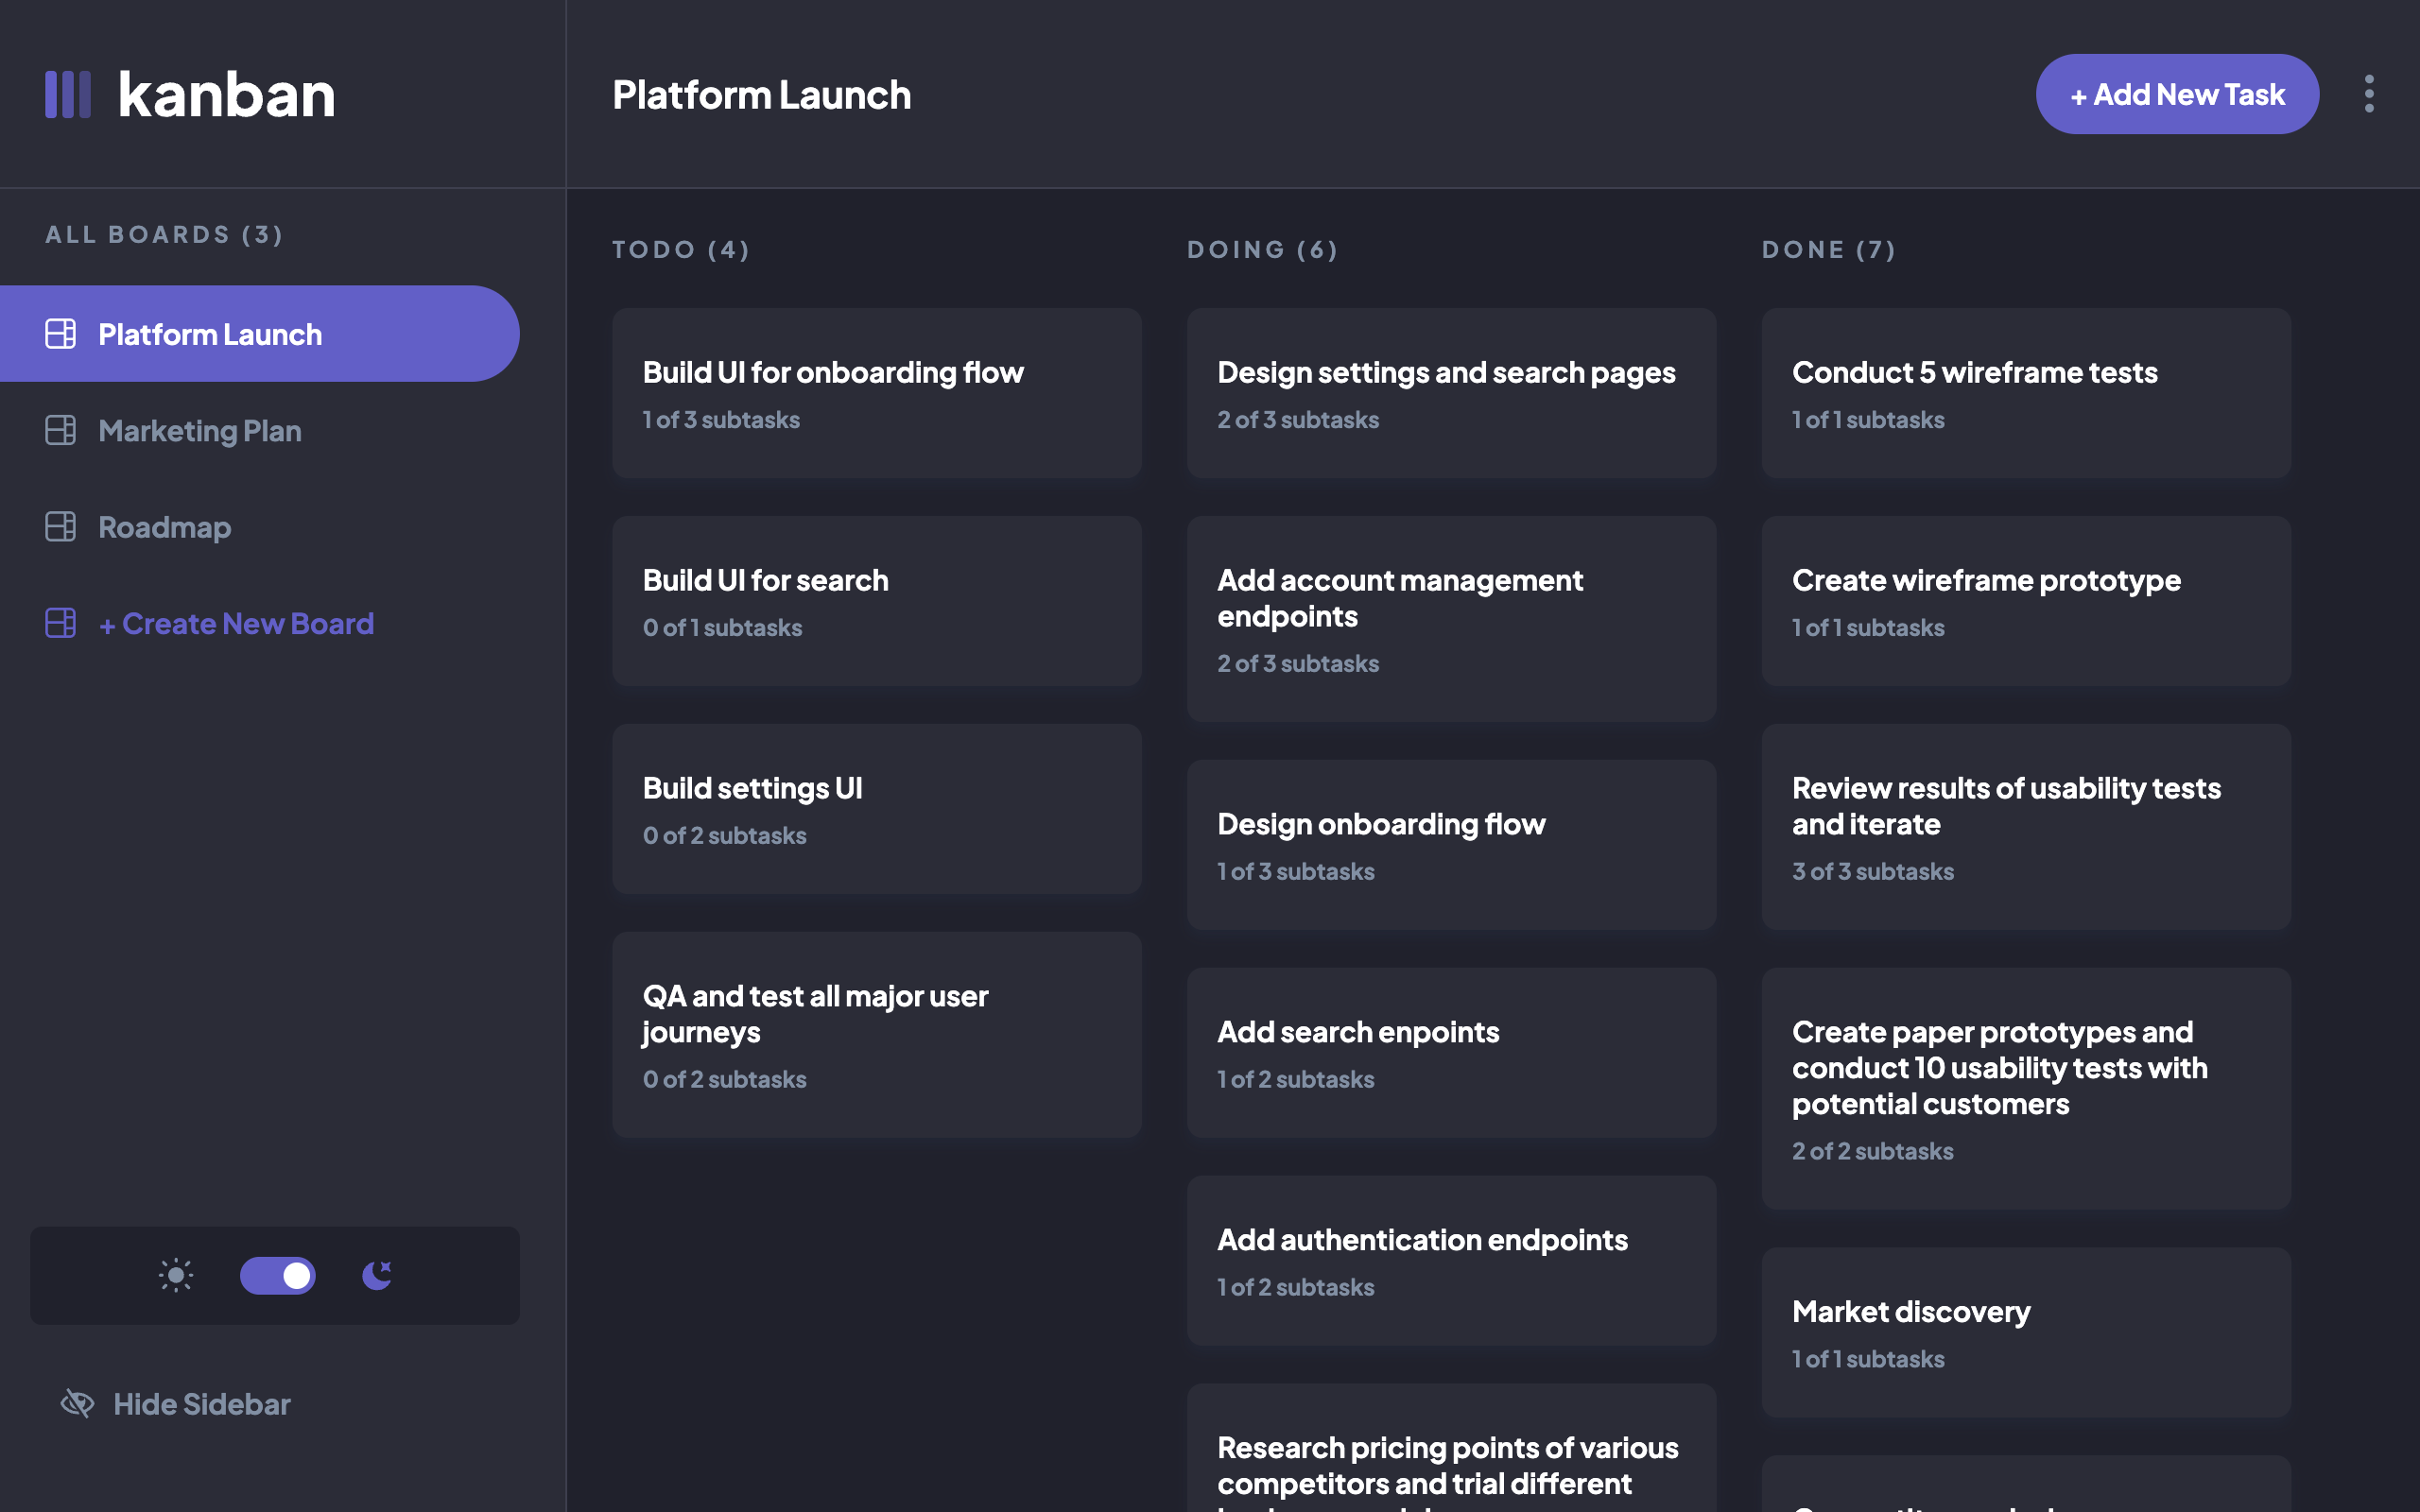 kanban
Platform Launch
+ Add New Task
ALL BOARDS (3)
Platform Launch
Marketing Plan
Roadmap
+ Create New Board
Hide Sidebar
TODO (4)
Build UI for onboarding flow
1 of 3 subtasks
Build UI for search
0 of 1 subtasks
Build settings UI
0 of 2 subtasks
QA and test all major user
journeys
0 of 2 subtasks
DOING (6)
Design settings and search pages
2 of 3 subtasks
Add account management
endpoints
2 of 3 subtasks
Design onboarding flow
1 of 3 subtasks
Add search enpoints
1 of 2 subtasks
Add authentication endpoints
1 of 2 subtasks
Research pricing points of various
competitors and trial different
DONE (7)
Conduct 5 wireframe tests
1 of 1 subtasks
Create wireframe prototype
1 of 1 subtasks
Review results of usability tests
and iterate
3 of 3 subtasks
Create paper prototypes and
conduct 10 usability tests with
potential customers
2 of 2 subtasks
Market discovery
1 of 1 subtasks